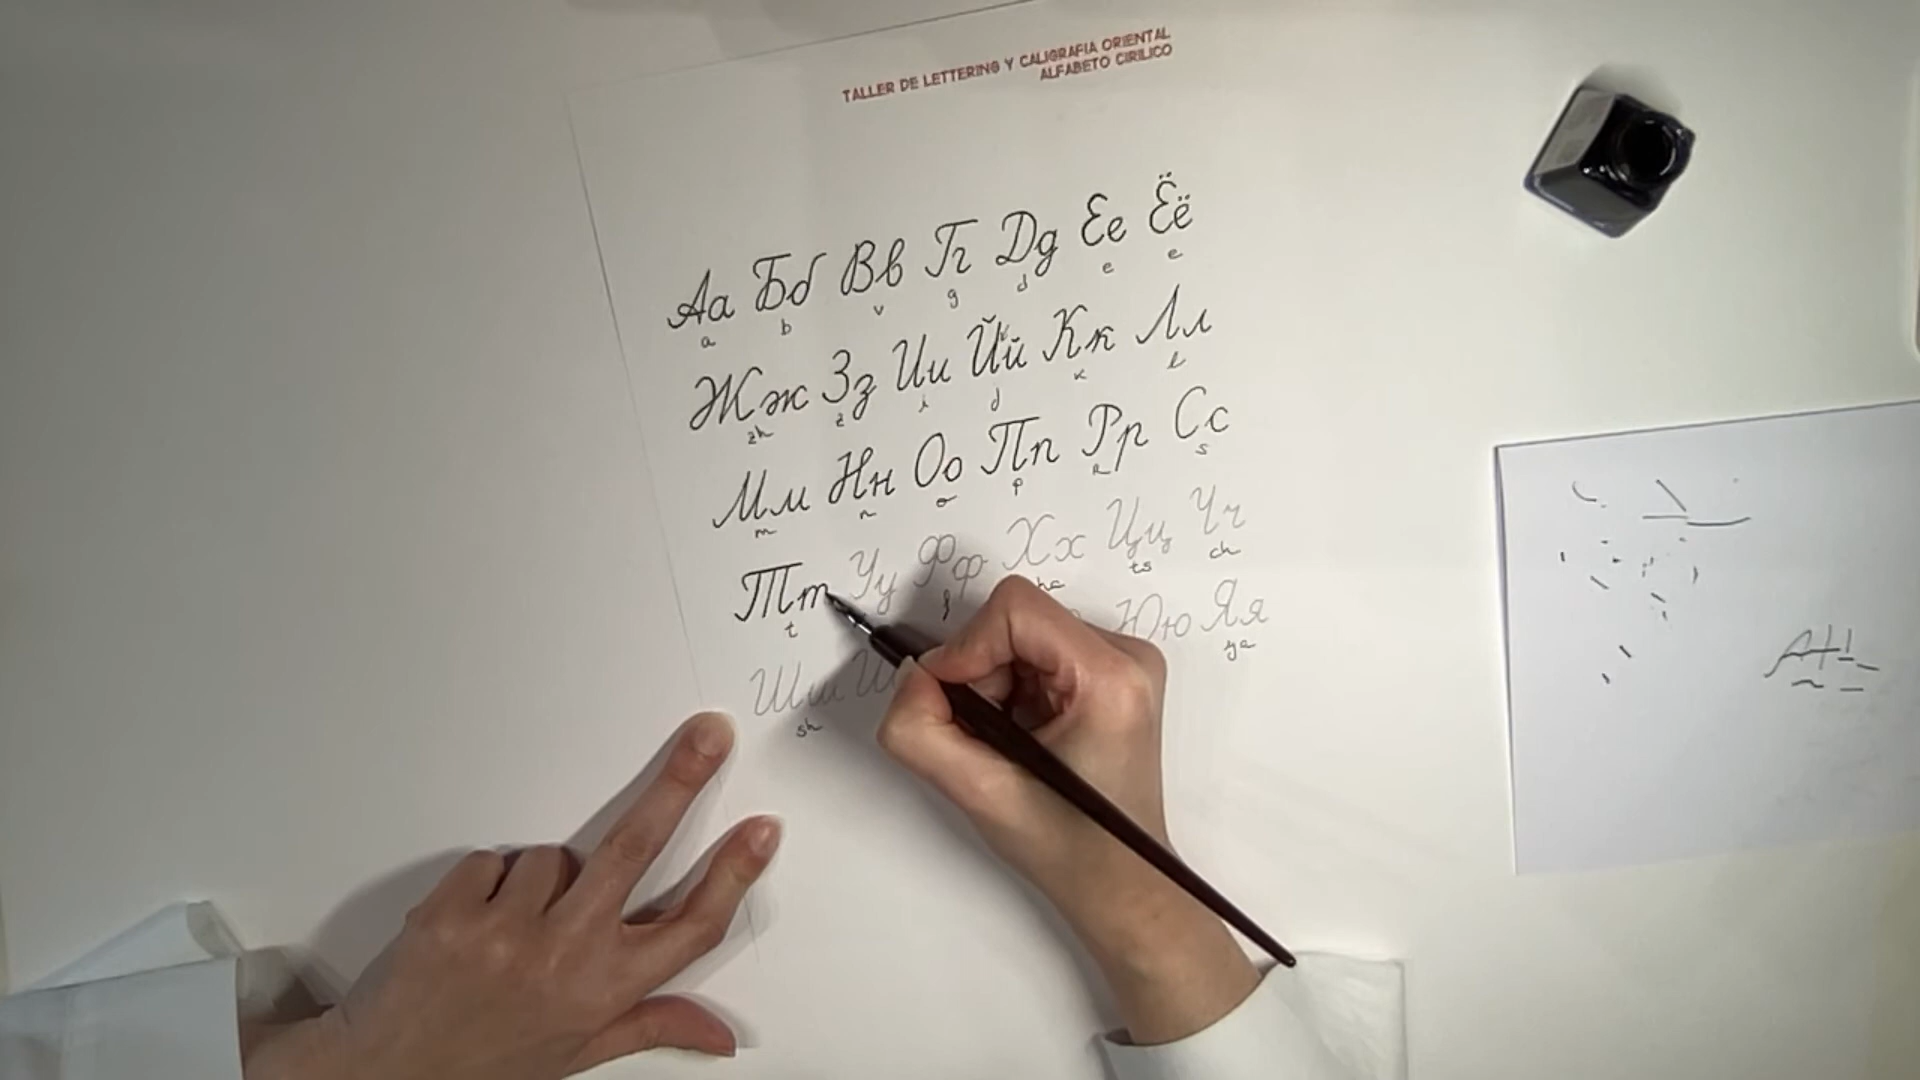 TALLER DE LETTERING Y CALIGRAFIA ORIENTAL
ALFABETO CIRILICO
Аа Бб Вв Гг Дд Ее Ёё
a b v g d e e
Жж Зз Ии Йй Кк Лл
zh z i j k l
Мм Нн Оо Пп Рр Сс
m n o p R s
Тт Уу Фф Хх Цц Чч
t f ts ch
Шш Юю Яя
sh ya